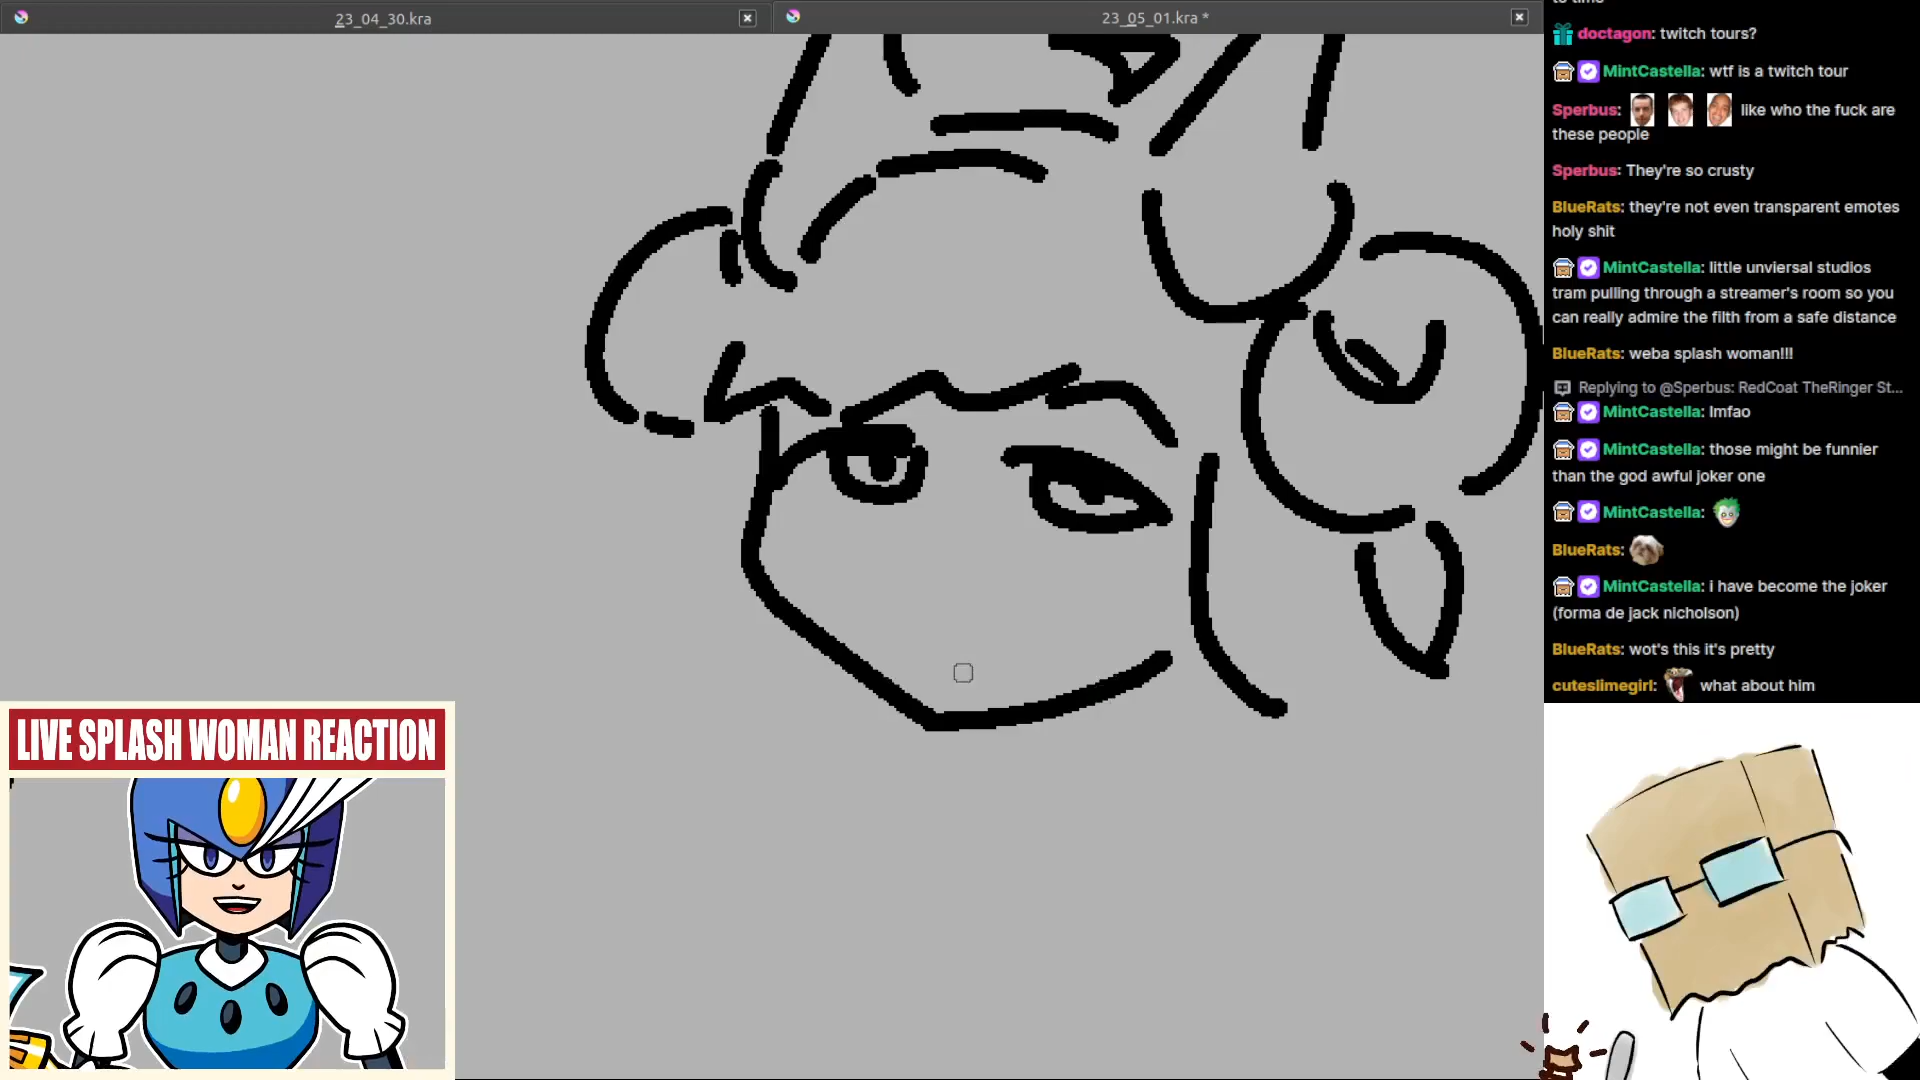 23_04_30.kra
23_05_01.kra *
to time
doctagon: twitch tours?
MintCastella: wtf is a twitch tour
Sperbus: like who the fuck are
these people
Sperbus: They're so crusty
BlueRats: they're not even transparent emotes
holy shit
MintCastella: little unviersal studios
tram pulling through a streamer's room so you
can really admire the filth from a safe distance
BlueRats: weba splash woman!!!
Replying to @Sperbus: RedCoat TheRinger St...
MintCastella: lmfao
MintCastella: those might be funnier
than the god awful joker one
MintCastella:
BlueRats:
MintCastella: i have become the joker
(forma de jack nicholson)
BlueRats: wot's this it's pretty
cuteslimegirl: what about him
LIVE SPLASH WOMAN REACTION